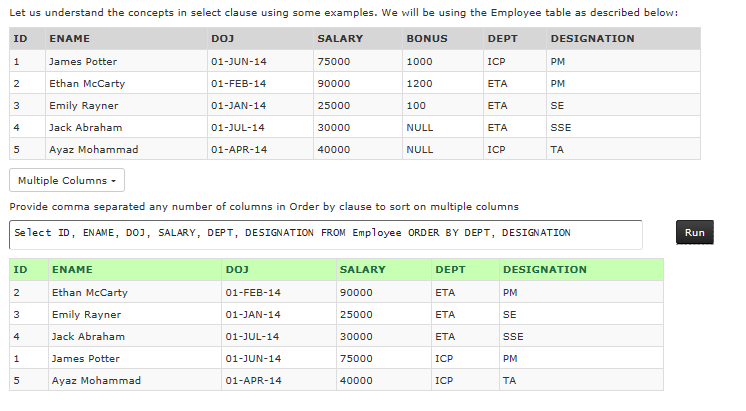 Let us understand the concepts in select clause using some examples. We will be using the Employee table as described below:
ID ENAME DOJ SALARY BONUS DEPT DESIGNATION
1 James Potter 01-JUN-14 75000 1000 ICP PM
2 Ethan McCarty 01-FEB-14 90000 1200 ETA PM
3 Emily Rayner 01-JAN-14 25000 100 ETA SE
4 Jack Abraham 01-JUL-14 30000 NULL ETA SSE
5 Ayaz Mohammad 01-APR-14 40000 NULL ICP TA
Multiple Columns
Provide comma separated any number of columns in Order by clause to sort on multiple columns
Select ID, ENAME, DOJ, SALARY, DEPT, DESIGNATION FROM Employee ORDER BY DEPT, DESIGNATION
Run
ID ENAME DOJ SALARY DEPT DESIGNATION
2 Ethan McCarty 01-FEB-14 90000 ETA PM
3 Emily Rayner 01-JAN-14 25000 ETA SE
4 Jack Abraham 01-JUL-14 30000 ETA SSE
1 James Potter 01-JUN-14 75000 ICP PM
5 Ayaz Mohammad 01-APR-14 40000 ICP TA